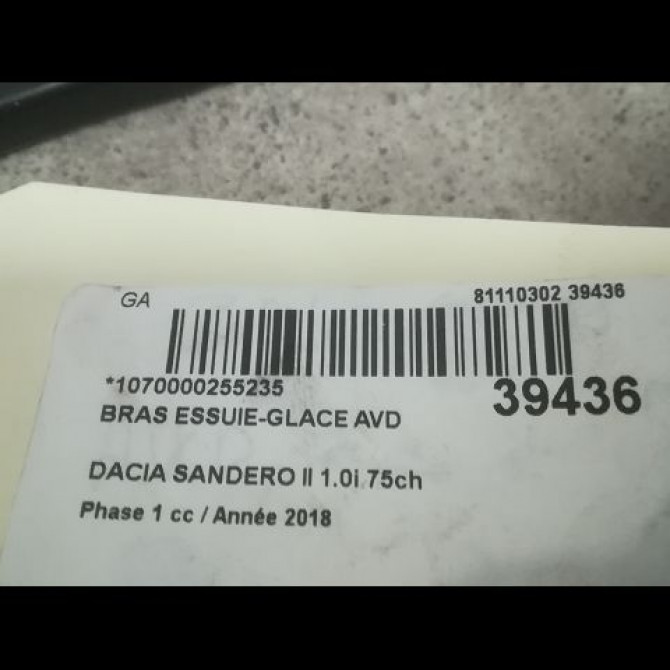 GA 81110302 39436
*1070000255235 39436
BRAS ESSUIE-GLACE AVD
DACIA SANDERO II 1.0i 75ch
Phase 1 cc / Année 2018